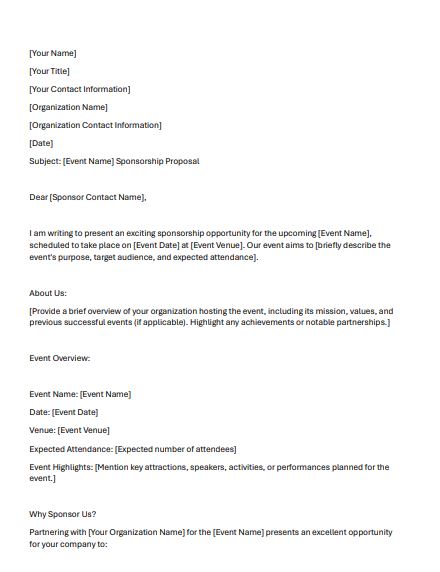 [Your Name]
[Your Title]
[Your Contact Information]
[Organization Name]
[Organization Contact Information]
[Date]
Subject: [Event Name] Sponsorship Proposal
Dear [Sponsor Contact Name],
I am writing to present an exciting sponsorship opportunity for the upcoming [Event Name],
scheduled to take place on [Event Date] at [Event Venue]. Our event aims to [briefly describe the
event's purpose, target audience, and expected attendance].
About Us:
[Provide a brief overview of your organization hosting the event, including its mission, values, and
previous successful events (if applicable). Highlight any achievements or notable partnerships.]
Event Overview:
Event Name: [Event Name]
Date: [Event Date]
Venue: [Event Venue]
Expected Attendance: [Expected number of attendees]
Event Highlights: [Mention key attractions, speakers, activities, or performances planned for the
event.]
Why Sponsor Us?
Partnering with [Your Organization Name] for the [Event Name] presents an excellent opportunity
for your company to: